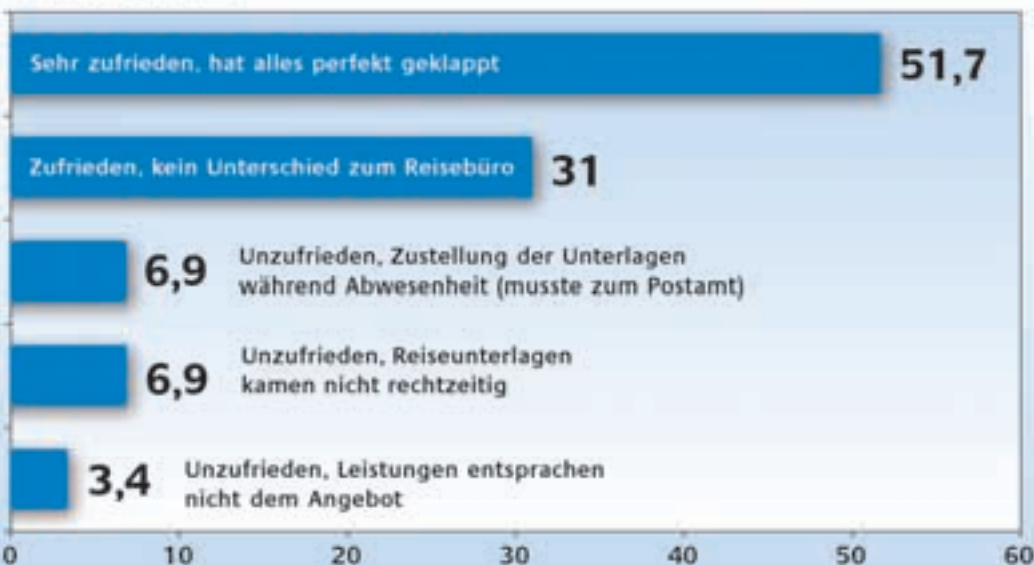 Sehr zufrieden, hat alles perfekt geklappt
51,7
Zufrieden, kein Unterschied zum Reisebüro
31
6,9
Unzufrieden, Zustellung der Unterlagen
während Abwesenheit (musste zum Postamt)
6,9
Unzufrieden, Reiseunterlagen
kamen nicht rechtzeitig
3,4
Unzufrieden, Leistungen entsprachen
nicht dem Angebot
0 10 20 30 40 50 60